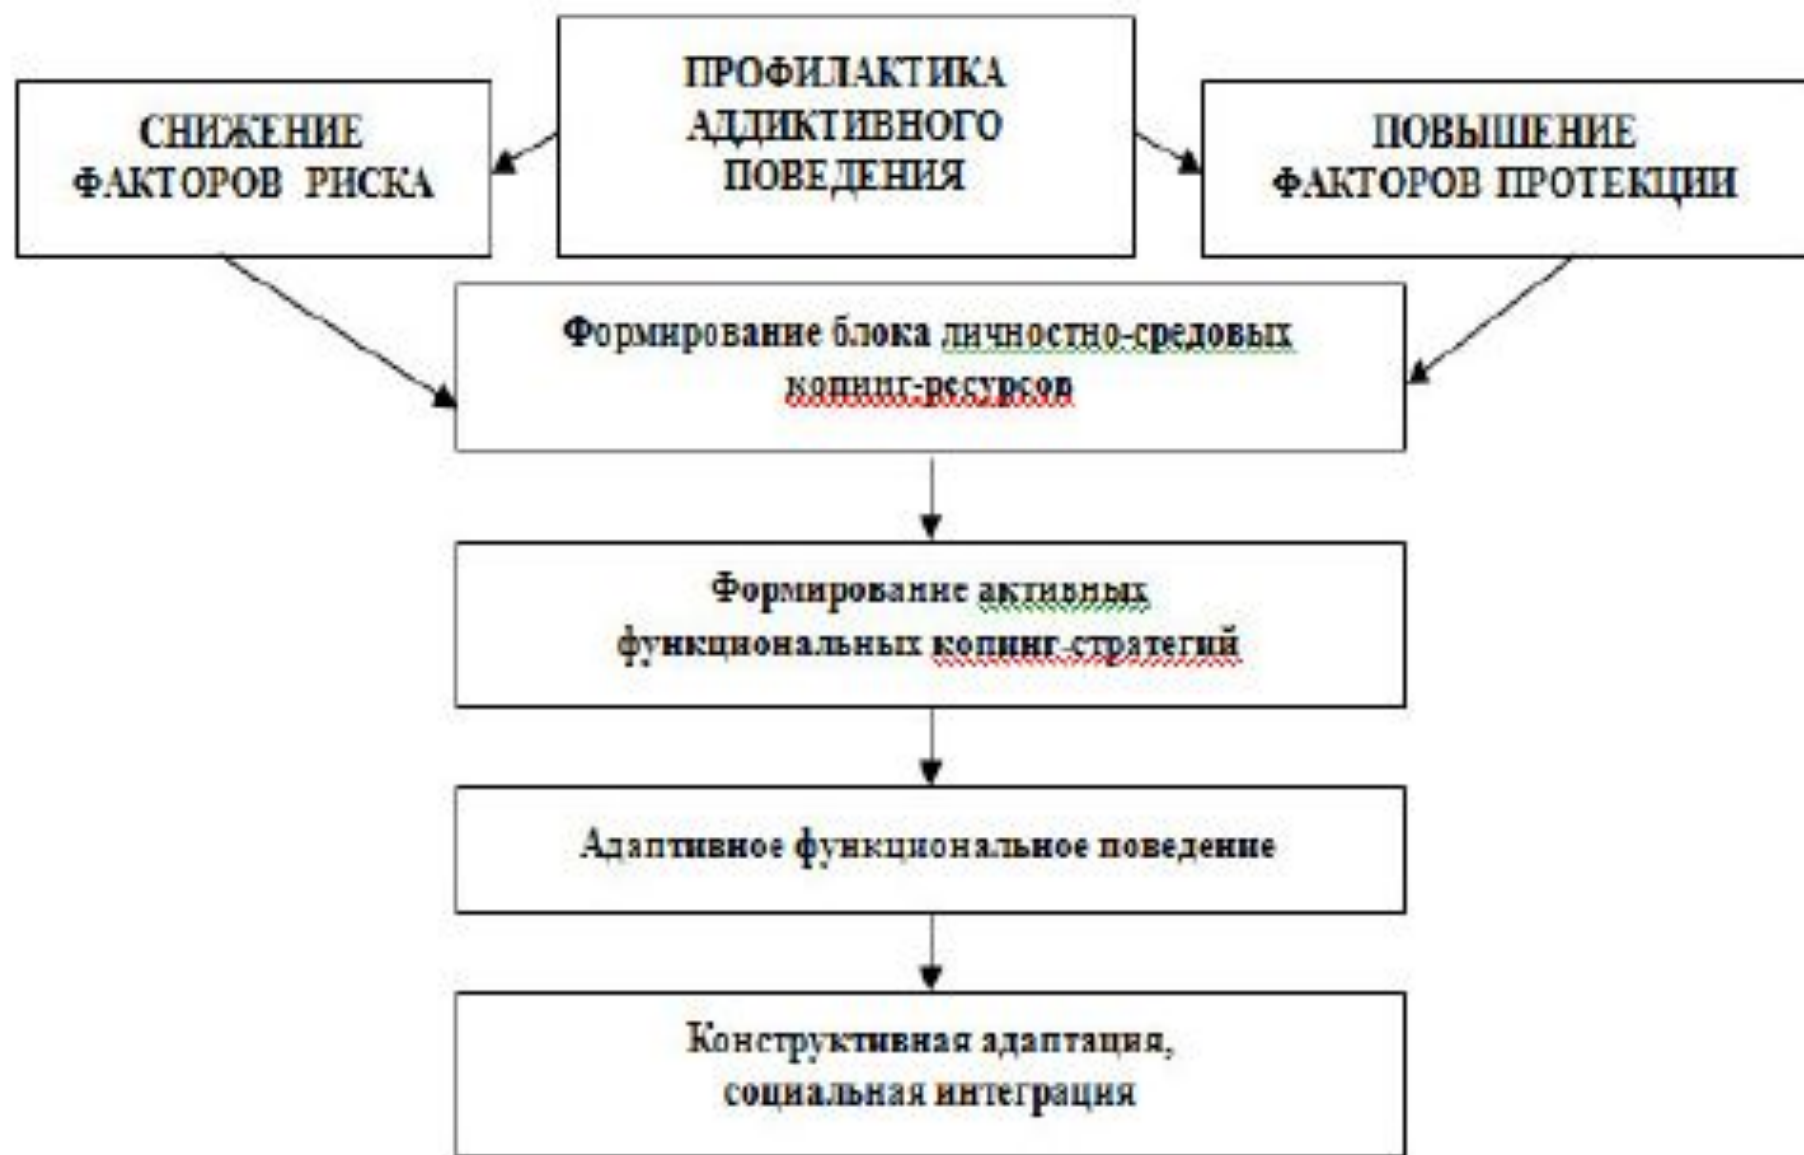 ПРОФИЛАКТИКА
АДДИКТИВНОГО
ПОВЕДЕНИЯ
СНИЖЕНИЕ
ФАКТОРОВ РИСКА
ПОВЫШЕНИЕ
ФАКТОРОВ ПРОТЕКЦИИ
Формирование блока личностно-средовых
копинг-ресурсов
Формирование активных
функциональных копинг-стратегий
Адаптивное функциональное поведение
Конструктивная адаптация,
социальная интеграция